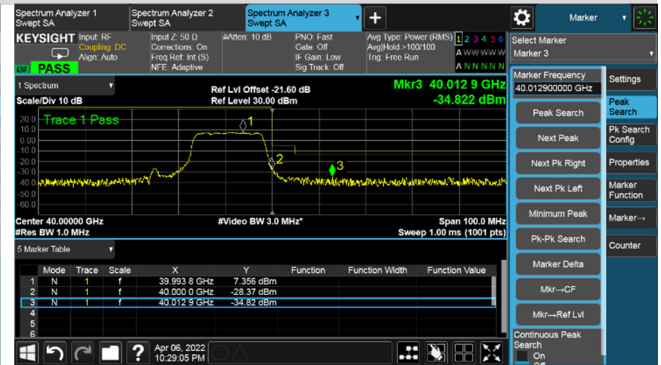 Spectrum Analyzer 1
Swept SA
Spectrum Analyzer 2
Swept SA
Spectrum Analyzer 3
Swept SA
Marker
KEYSIGHT
Input: RF
Coupling: DC
Align: Auto
Input Z: 50 Ω
Corrections: On
Freq Ref: Int (S)
NFE: Adaptive
#Atten: 10 dB
PNO: Fast
Gate: Off
IF Gain: Low
Sig Track: Off
Avg Type: Power (RMS)
Avg|Hold:>100/100
Trig: Free Run
1 2 3 4 5 6
A W W W W W
A N N N N N
PASS
Select Marker
Marker 3
1 Spectrum
Scale/Div 10 dB
Ref Lvl Offset -21.60 dB
Ref Level 30.00 dBm
Mkr3 40.012 9 GHz
-34.822 dBm
Trace 1 Pass
20.0
10.0
0.00
-10.0
-20.0
-30.0
-40.0
-50.0
-60.0
1
2
3
Center 40.00000 GHz
#Res BW 1.0 MHz
#Video BW 3.0 MHz*
Span 100.0 MHz
Sweep 1.00 ms (1001 pts)
5 Marker Table
Mode Trace Scale X Y Function Function Width Function Value
1 N 1 f 39.993 8 GHz 7.356 dBm
2 N 1 f 40.000 0 GHz -28.37 dBm
3 N 1 f 40.012 9 GHz -34.82 dBm
4
5
6
Marker Frequency
40.012900000 GHz
Peak Search
Next Peak
Next Pk Right
Next Pk Left
Minimum Peak
Pk-Pk Search
Marker Delta
Mkr→CF
Mkr→Ref Lvl
Continuous Peak
Search
On
Off
Settings
Peak
Search
Pk Search
Config
Properties
Marker
Function
Marker→
Counter
?
Apr 06, 2022
10:29:05 PM